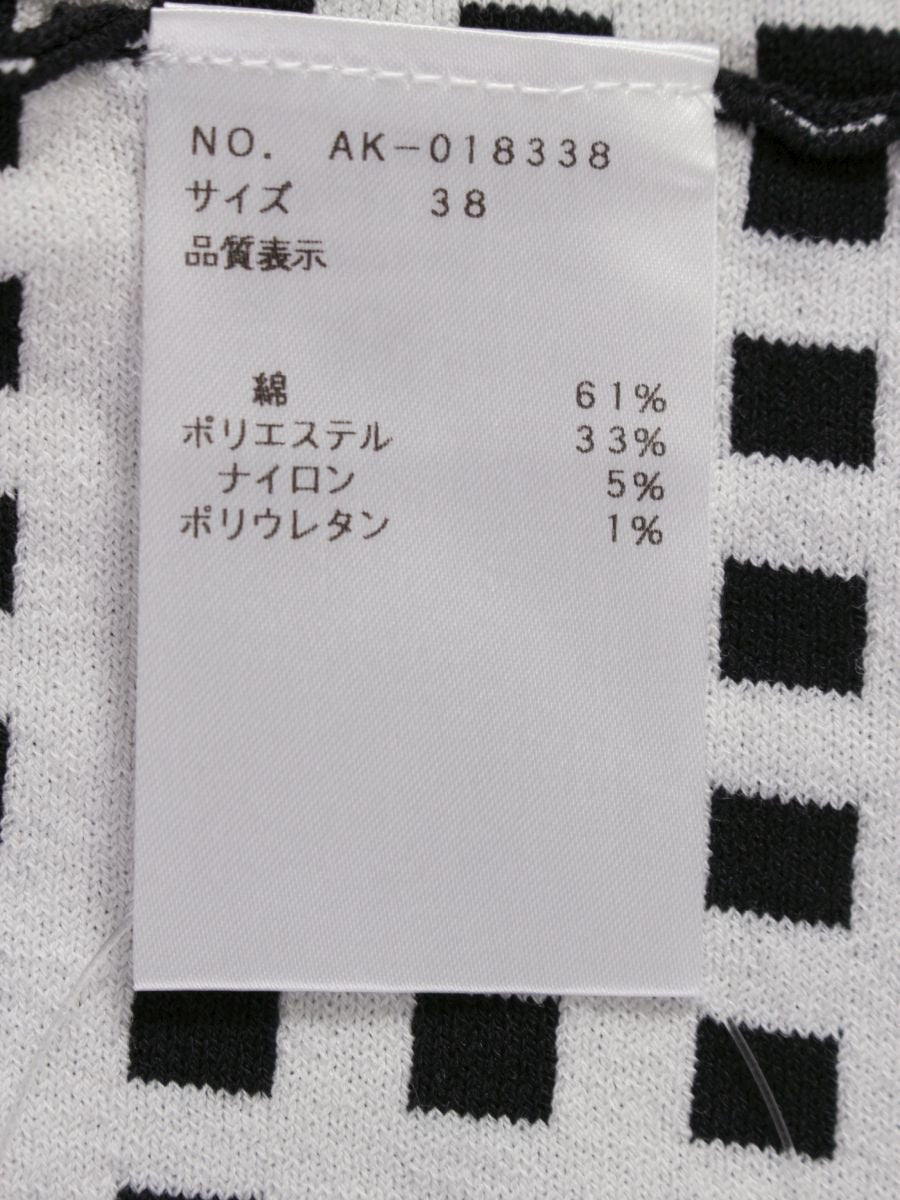 NO. AK-018338
サイズ 38
品質表示
綿 61%
ポリエステル 33%
ナイロン 5%
ポリウレタン 1%